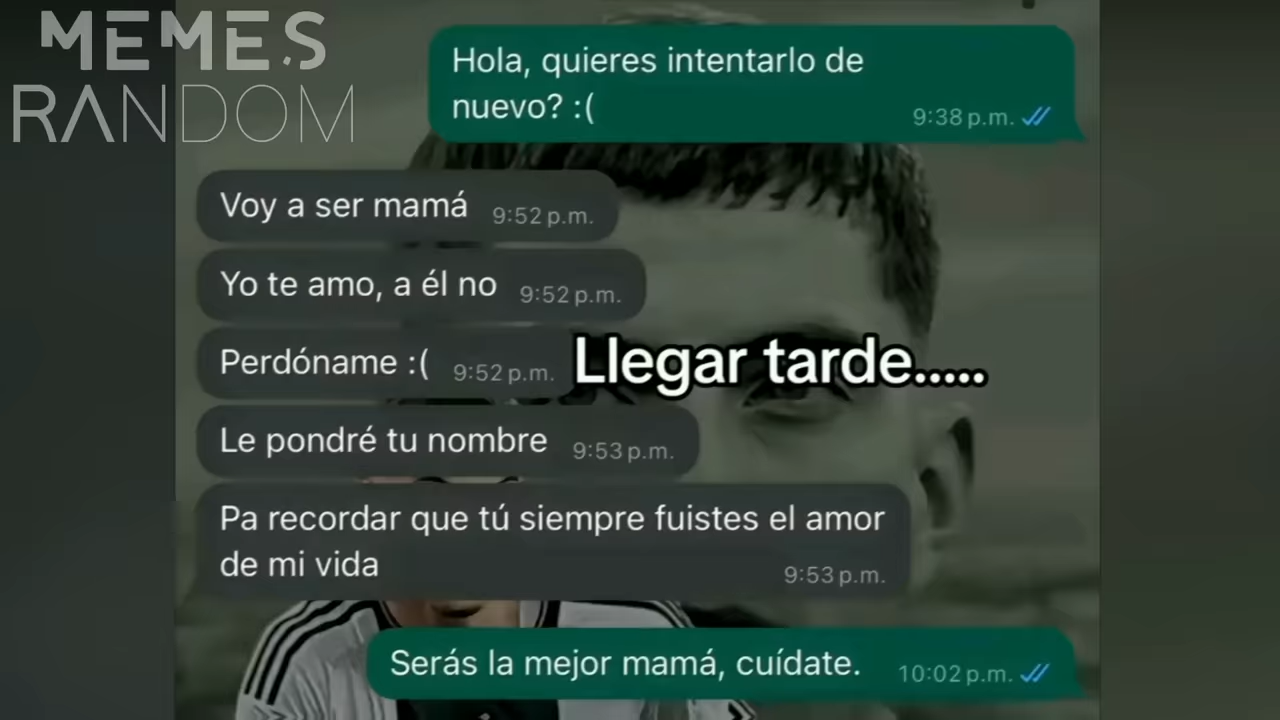 MEMES
RANDOM
Hola, quieres intentarlo de
nuevo? :(
9:38 p.m.
Voy a ser mamá 9:52 p.m.
Yo te amo, a él no 9:52 p.m.
Perdóname :( 9:52 p.m.
Llegar tarde.....
Le pondré tu nombre 9:53 p.m.
Pa recordar que tú siempre fuistes el amor
de mi vida
9:53 p.m.
Serás la mejor mamá, cuídate. 10:02 p.m.